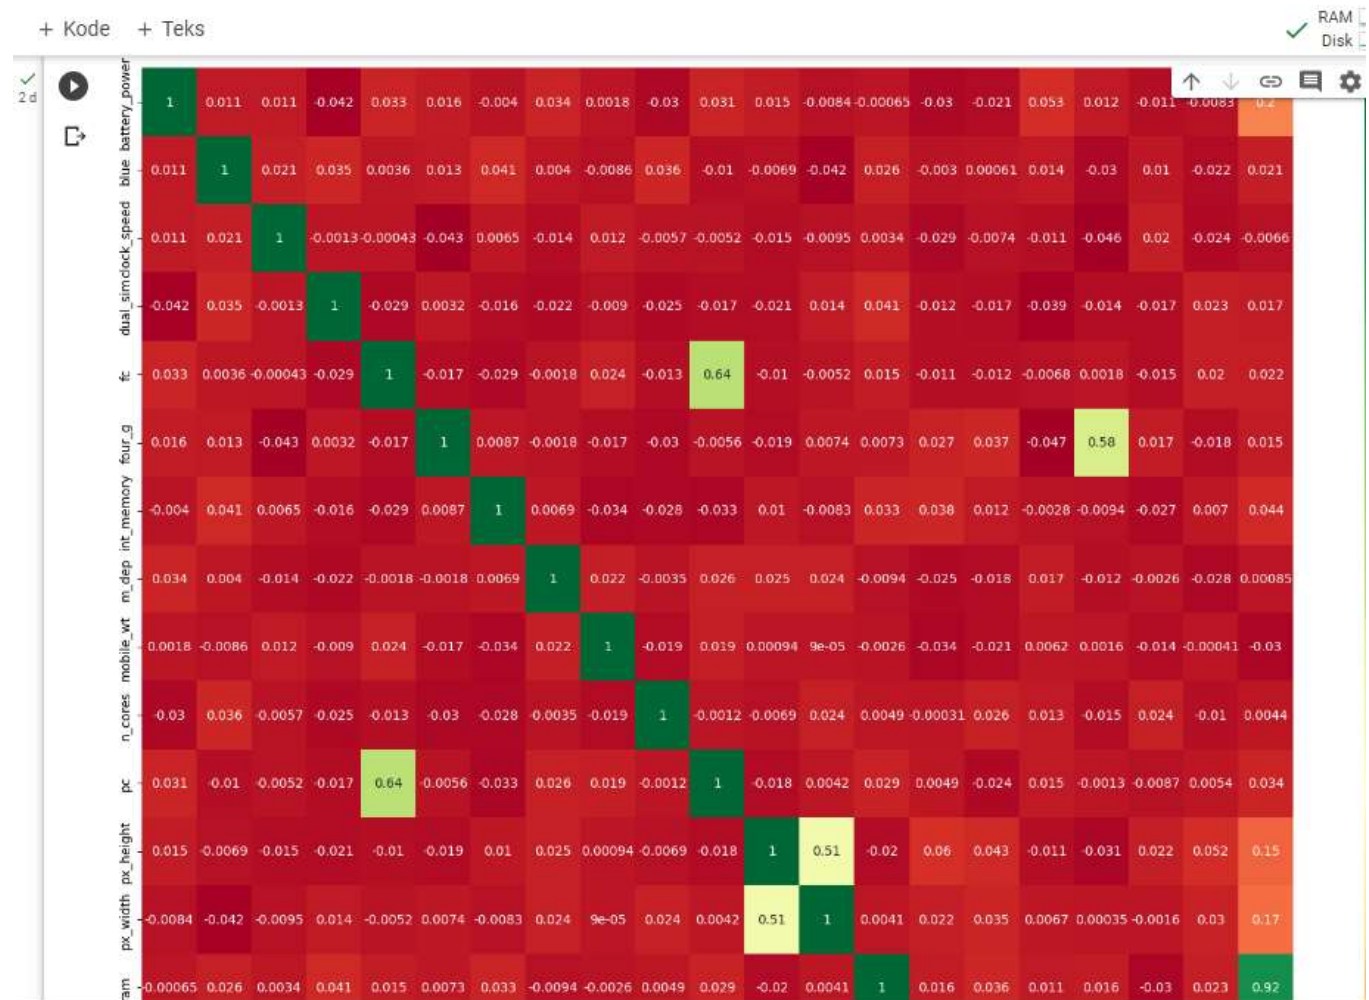 + Kode + Teks
RAM
Disk
2 d
battery_power 1 0.011 0.011 -0.042 0.033 0.016 -0.004 0.034 0.0018 -0.03 0.031 0.015 -0.0084 -0.00065 -0.03 -0.021 0.053 0.012 -0.011 -0.0083 0.2
blue 0.011 1 0.021 0.035 0.0036 0.013 0.041 0.004 -0.0086 0.036 -0.01 -0.0069 -0.042 0.026 -0.003 0.00061 0.014 -0.03 0.01 -0.022 0.021
clock_speed 0.011 0.021 1 -0.0013 -0.00043 -0.043 0.0065 -0.014 0.012 -0.0057 -0.0052 -0.015 -0.0095 0.0034 -0.029 -0.0074 -0.011 -0.046 0.02 -0.024 -0.0066
dual_sim -0.042 0.035 -0.0013 1 -0.029 0.0032 -0.016 -0.022 -0.009 -0.025 -0.017 -0.021 0.014 0.041 -0.012 -0.017 -0.039 -0.014 -0.017 0.023 0.017
fc 0.033 0.0036 -0.00043 -0.029 1 -0.017 -0.029 -0.0018 0.024 -0.013 0.64 -0.01 -0.0052 0.015 -0.011 -0.012 -0.0068 0.0018 -0.015 0.02 0.022
four_g 0.016 0.013 -0.043 0.0032 -0.017 1 0.0087 -0.0018 -0.017 -0.03 -0.0056 -0.019 0.0074 0.0073 0.027 0.037 -0.047 0.58 0.017 -0.018 0.015
int_memory -0.004 0.041 0.0065 -0.016 -0.029 0.0087 1 0.0069 -0.034 -0.028 -0.033 0.01 -0.0083 0.033 0.038 0.012 -0.0028 -0.0094 -0.027 0.007 0.044
m_dep 0.034 0.004 -0.014 -0.022 -0.0018 -0.0018 0.0069 1 0.022 -0.0035 0.026 0.025 0.024 -0.0094 -0.025 -0.018 0.017 -0.012 -0.0026 -0.028 0.00085
mobile_wt 0.0018 -0.0086 0.012 -0.009 0.024 -0.017 -0.034 0.022 1 -0.019 0.019 0.00094 9e-05 -0.0026 -0.034 -0.021 0.0062 0.0016 -0.014 -0.00041 -0.03
n_cores -0.03 0.036 -0.0057 -0.025 -0.013 -0.03 -0.028 -0.0035 -0.019 1 -0.0012 -0.0069 0.024 0.0049 -0.00031 0.026 0.013 -0.015 0.024 -0.01 0.0044
pc 0.031 -0.01 -0.0052 -0.017 0.64 -0.0056 -0.033 0.026 0.019 -0.0012 1 -0.018 0.0042 0.029 0.0049 -0.024 0.015 -0.0013 -0.0087 0.0054 0.034
px_height 0.015 -0.0069 -0.015 -0.021 -0.01 -0.019 0.01 0.025 0.00094 -0.0069 -0.018 1 0.51 -0.02 0.06 0.043 -0.011 -0.031 0.022 0.052 0.15
px_width -0.0084 -0.042 -0.0095 0.014 -0.0052 0.0074 -0.0083 0.024 9e-05 0.024 0.0042 0.51 1 0.0041 0.022 0.035 0.0067 0.00035 -0.0016 0.03 0.17
am -0.00065 0.026 0.0034 0.041 0.015 0.0073 0.033 -0.0094 -0.0026 0.0049 0.029 -0.02 0.0041 1 0.016 0.036 0.011 0.016 -0.03 0.023 0.92